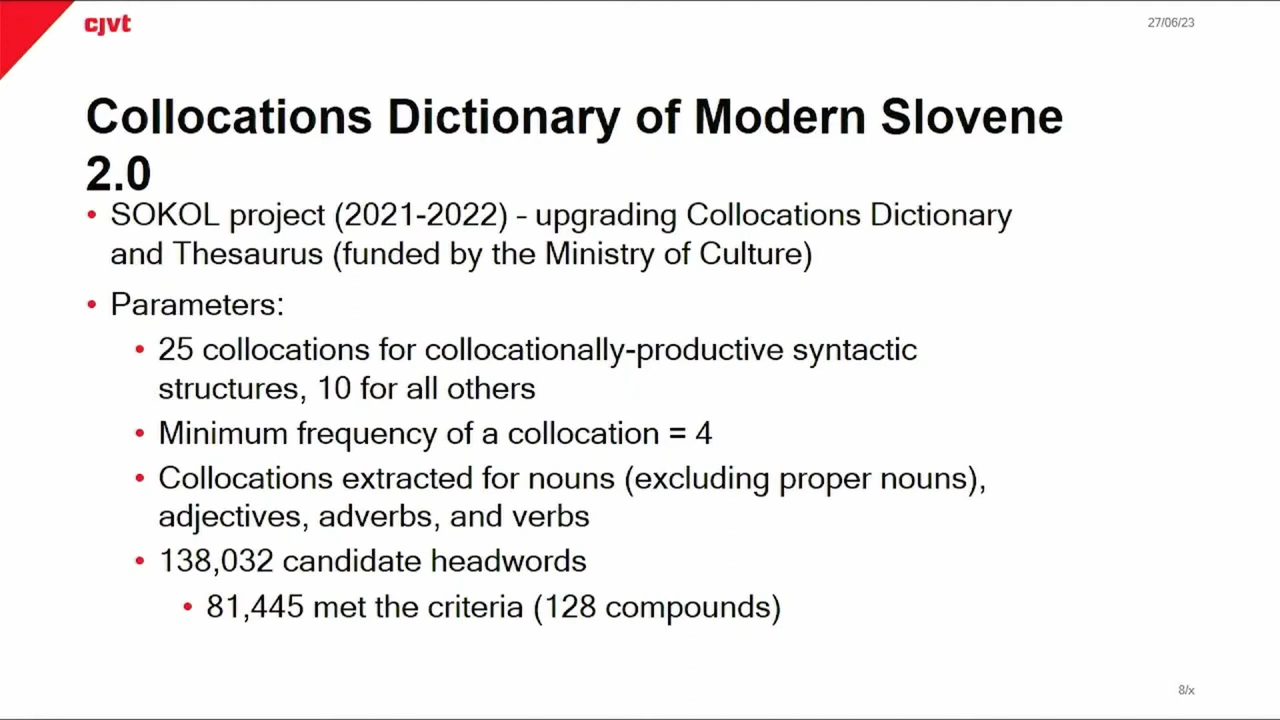 cjvt
27/06/23
Collocations Dictionary of Modern Slovene
2.0
• SOKOL project (2021-2022) - upgrading Collocations Dictionary
and Thesaurus (funded by the Ministry of Culture)
• Parameters:
• 25 collocations for collocationally-productive syntactic
structures, 10 for all others
• Minimum frequency of a collocation = 4
• Collocations extracted for nouns (excluding proper nouns),
adjectives, adverbs, and verbs
• 138,032 candidate headwords
• 81,445 met the criteria (128 compounds)
8/x